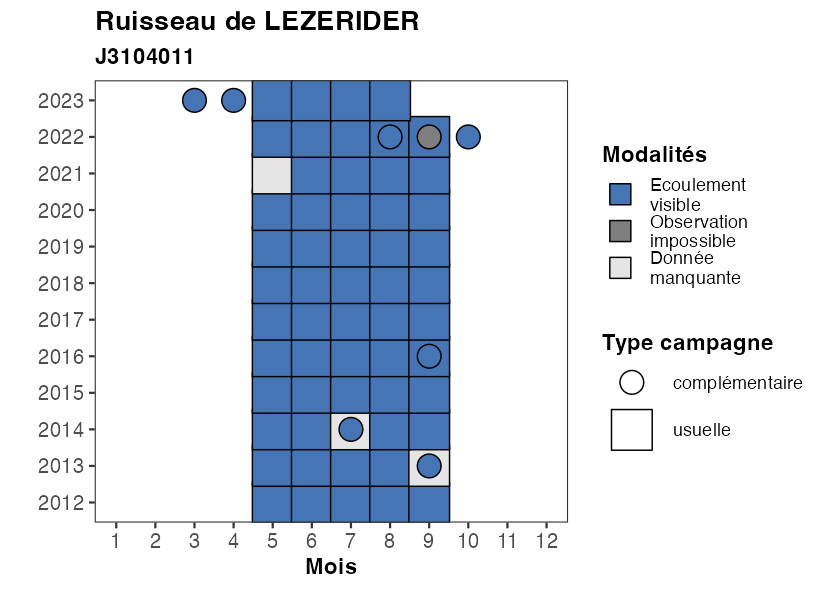 Ruisseau de LEZERIDER
J3104011
2023
2022
2021
2020
2019
2018
2017
2016
2015
2014
2013
2012
1 2 3 4 5 6 7 8 9 10 11 12
Mois
Modalités
Ecoulement
visible
Observation
impossible
Donnée
manquante
Type campagne
complémentaire
usuelle